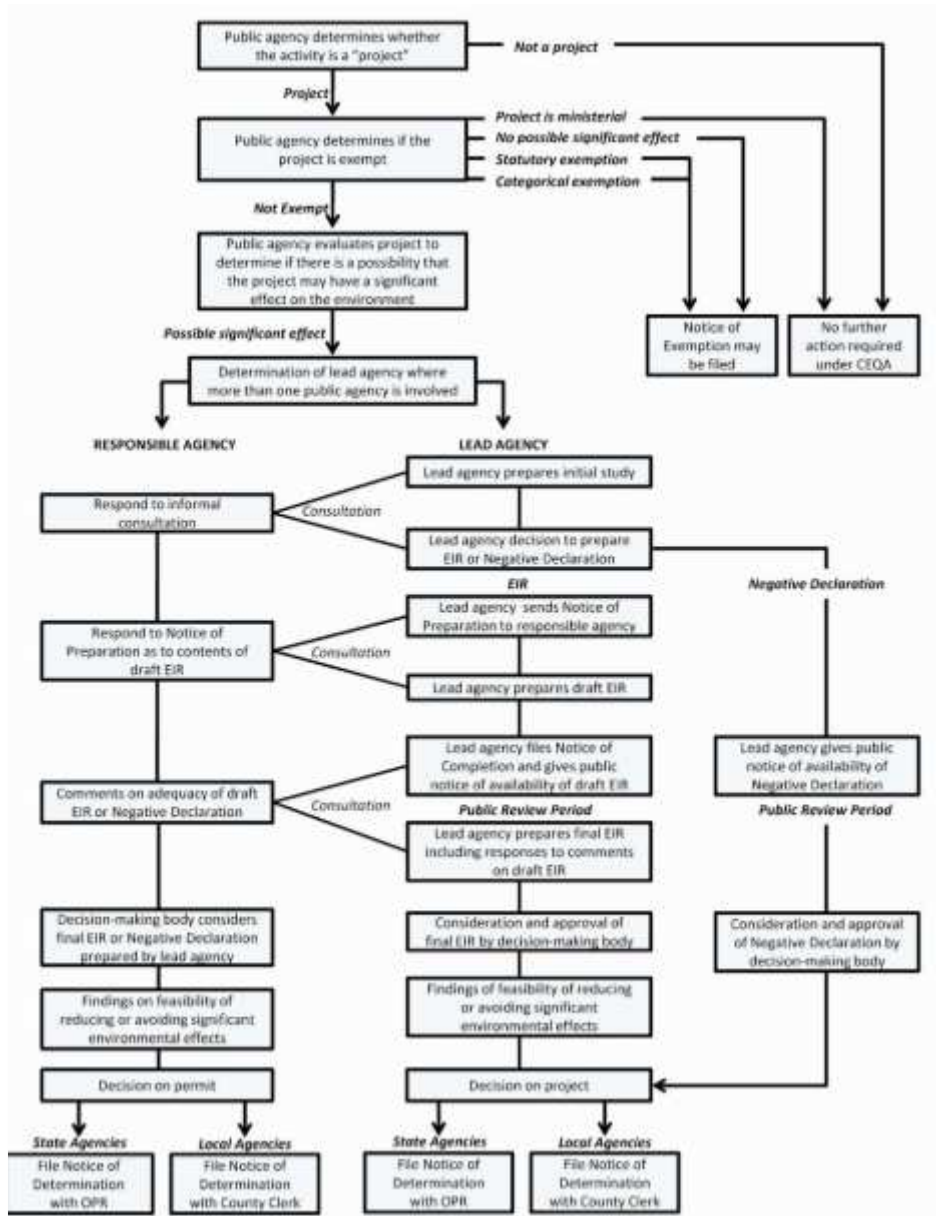 Public agency determines whether
the activity is a "project"
Not a project
Project
Public agency determines if the
project is exempt
Project is ministerial
No possible significant effect
Statutory exemption
Categorical exemption
Not Exempt
Public agency evaluates project to
determine if there is a possibility that
the project may have a significant
effect on the environment
Notice of
Exemption may
be filed
No further
action required
under CEQA
Possible significant effect
Determination of lead agency where
more than one public agency is involved
RESPONSIBLE AGENCY
LEAD AGENCY
Lead agency prepares initial study
Respond to informal
consultation
Consultation
Lead agency decision to prepare
EIR or Negative Declaration
EIR
Negative Declaration
Lead agency sends Notice of
Preparation to responsible agency
Respond to Notice of
Preparation as to contents of
draft EIR
Consultation
Lead agency prepares draft EIR
Lead agency files Notice of
Completion and gives public
notice of availability of draft EIR
Lead agency gives public
notice of availability of
Negative Declaration
Comments on adequacy of draft
EIR or Negative Declaration
Consultation
Public Review Period
Public Review Period
Lead agency prepares final EIR
including responses to comments
on draft EIR
Decision-making body considers
final EIR or Negative Declaration
prepared by lead agency
Consideration and approval of
final EIR by decision-making body
Consideration and approval
of Negative Declaration by
decision-making body
Findings on feasibility of
reducing or avoiding significant
environmental effects
Findings of feasibility of reducing
or avoiding significant
environmental effects
Decision on permit
Decision on project
State Agencies
Local Agencies
State Agencies
Local Agencies
File Notice of
Determination
with OPR
File Notice of
Determination
with County Clerk
File Notice of
Determination
with OPR
File Notice of
Determination
with County Clerk